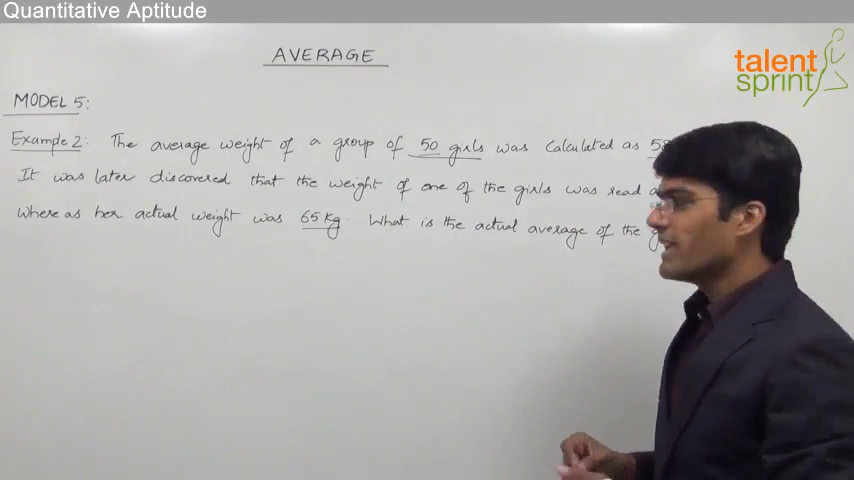 Quantitative Aptitude
AVERAGE
talent
sprint
MODEL 5:
Example 2: The average weight of a group of 50 girls was calculated as 58
It was later discovered that the weight of one of the girls was read
where as her actual weight was 65 Kg. What is the actual average of the